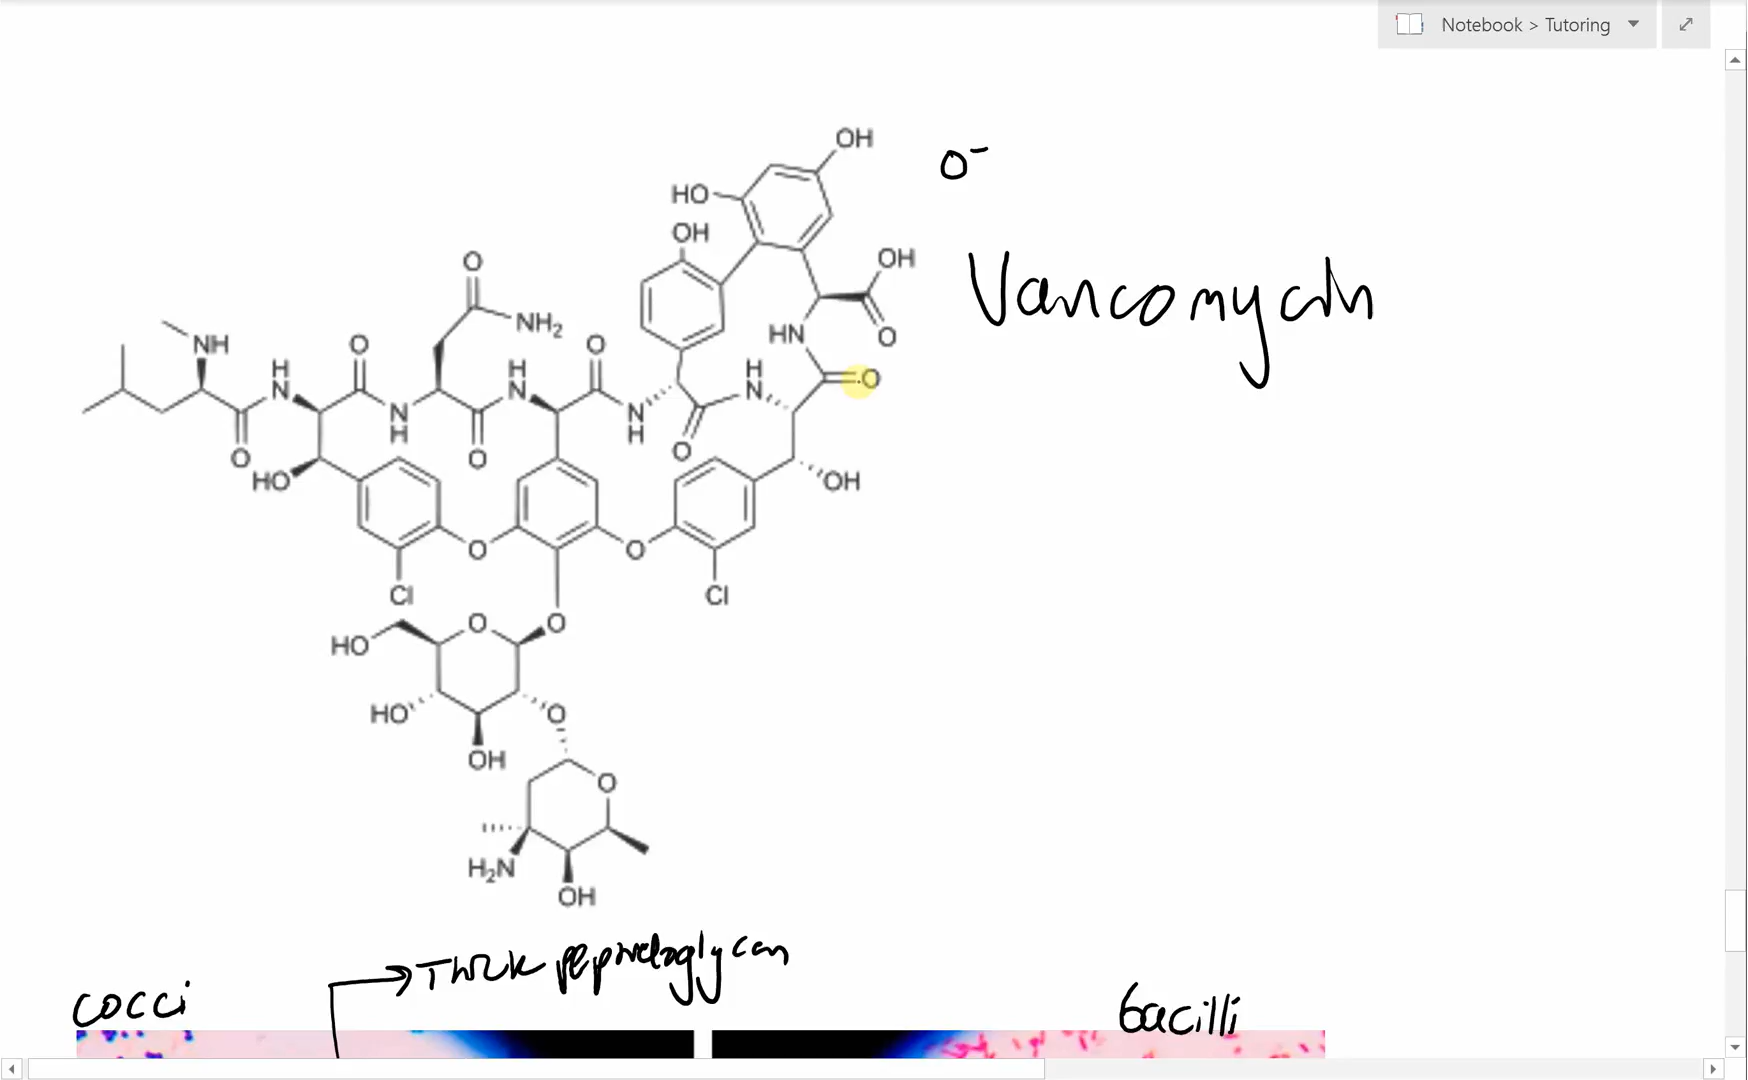 Notebook > Tutoring
OH
O⁻
HO
OH
OH
Vancomycin
O
NH₂
HN
O
NH
O
O
H
N
H
N
H
N
O
N
H
N
H
O
O
O
HO
OH
O
O
Cl
Cl
O
O
HO
HO
O
OH
O
H₂N
OH
Thick peptidoglycan
cocci
bacilli